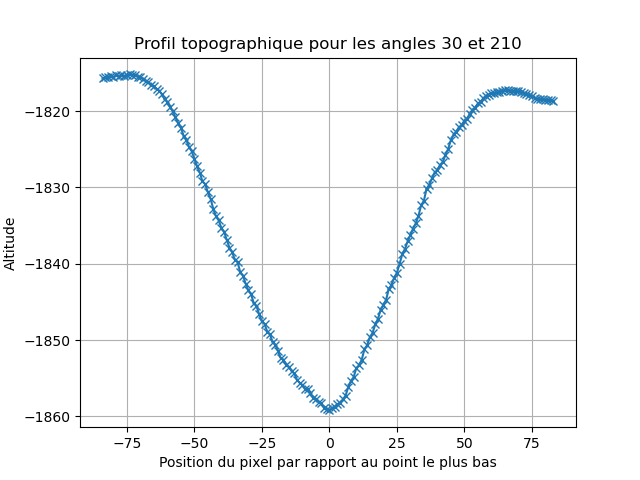 Profil topographique pour les angles 30 et 210
Altitude
−1820
−1830
−1840
−1850
−1860
−75 −50 −25 0 25 50 75
Position du pixel par rapport au point le plus bas